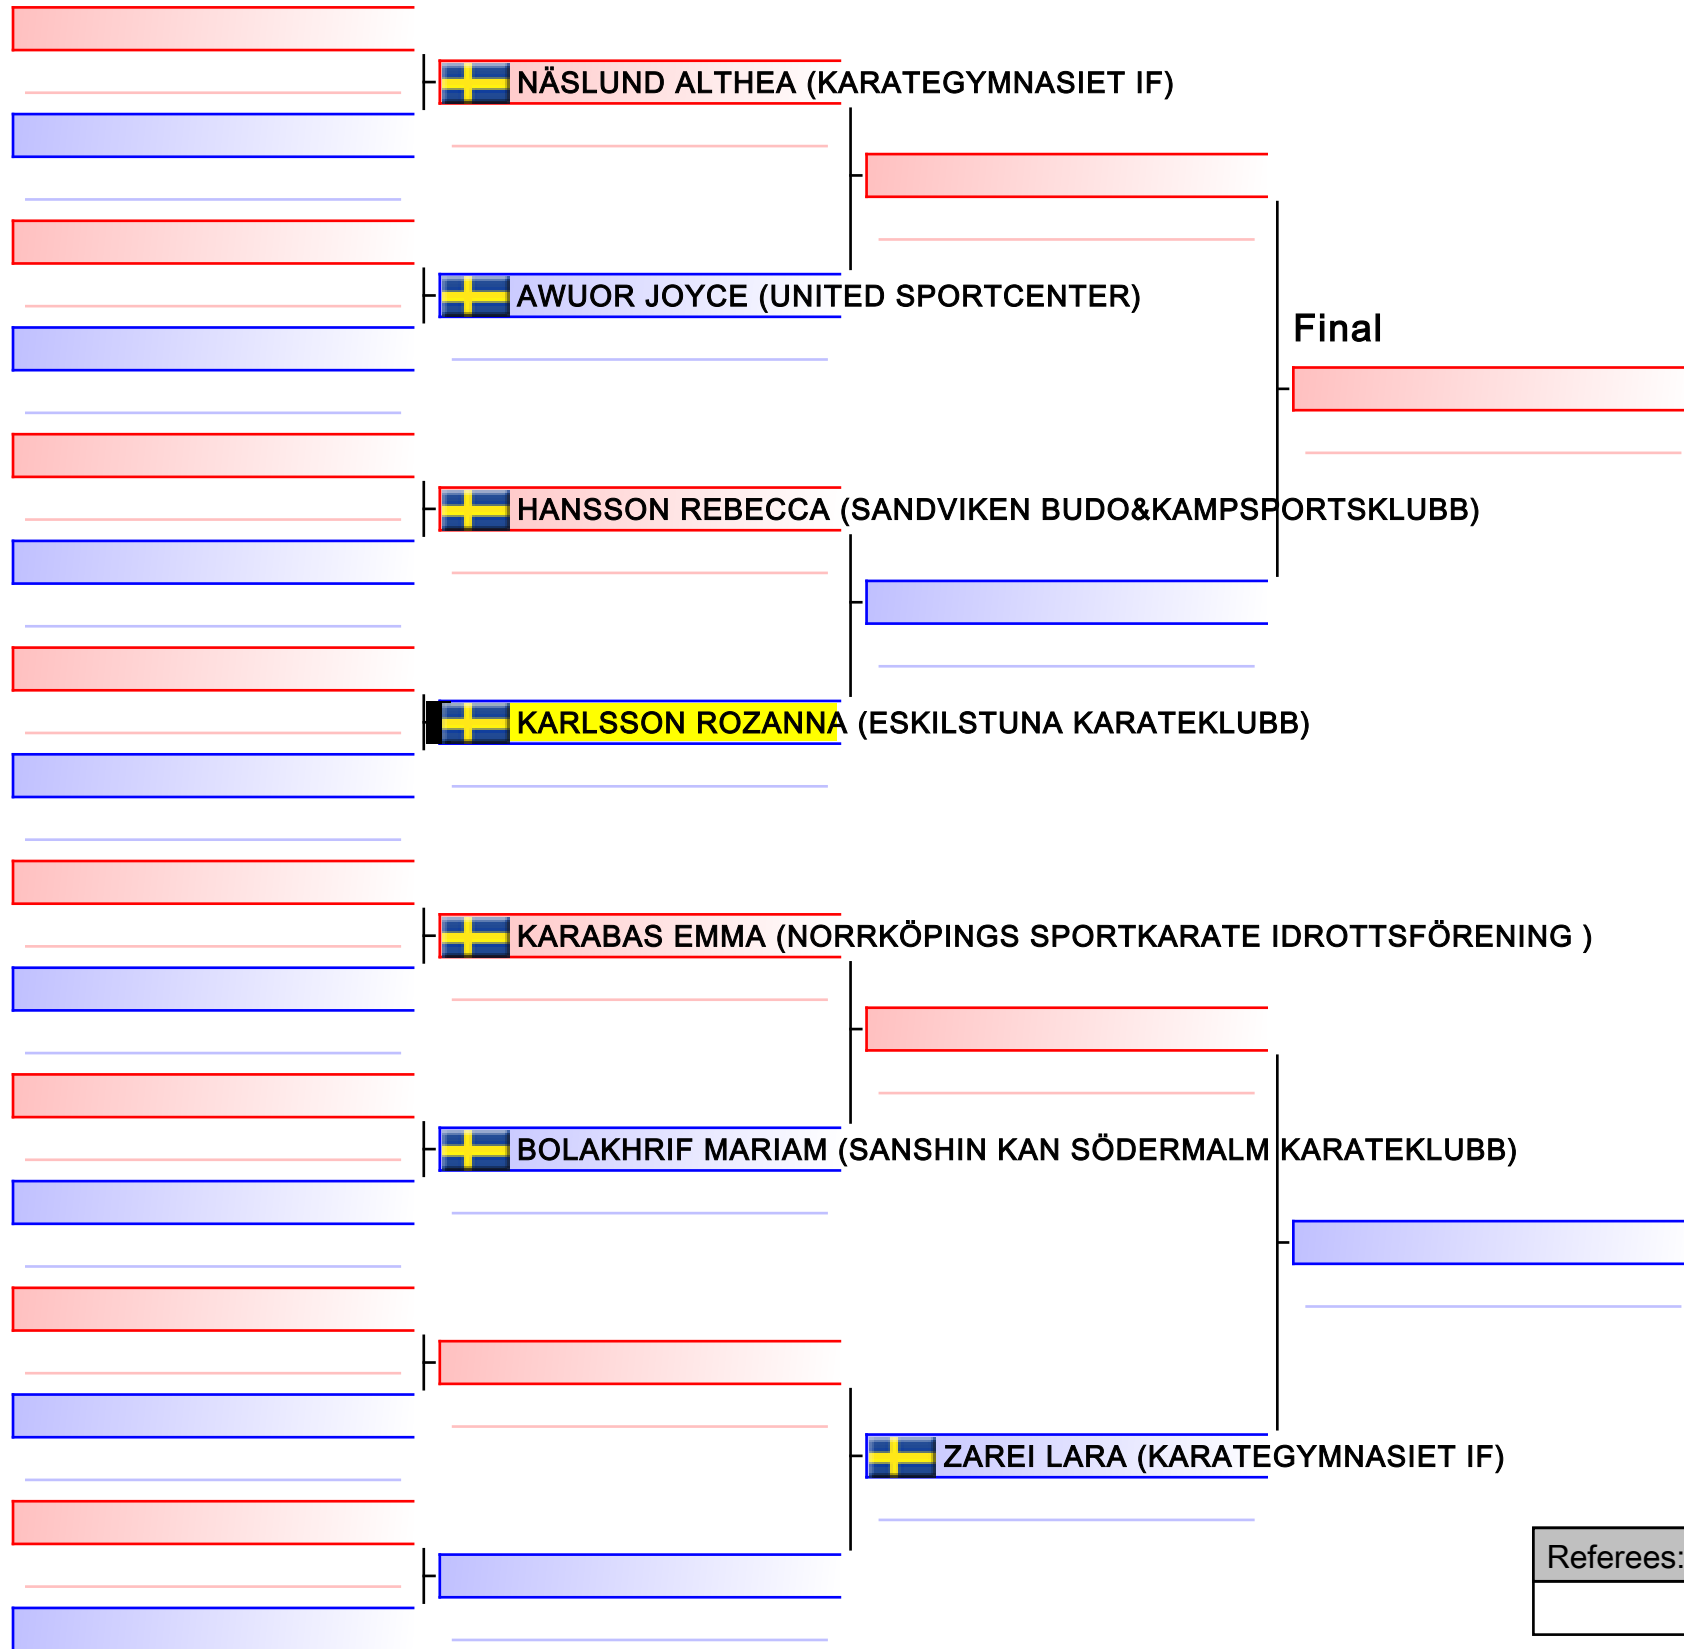 NÄSLUND ALTHEA (KARATEGYMNASIET IF)
AWUOR JOYCE (UNITED SPORTCENTER)
Final
HANSSON REBECCA (SANDVIKEN BUDO&KAMPSPORTSKLUBB)
KARLSSON ROZANNA (ESKILSTUNA KARATEKLUBB)
KARABAS EMMA (NORRKÖPINGS SPORTKARATE IDROTTSFÖRENING )
BOLAKHRIF MARIAM (SANSHIN KAN SÖDERMALM KARATEKLUBB)
ZAREI LARA (KARATEGYMNASIET IF)
Referees: